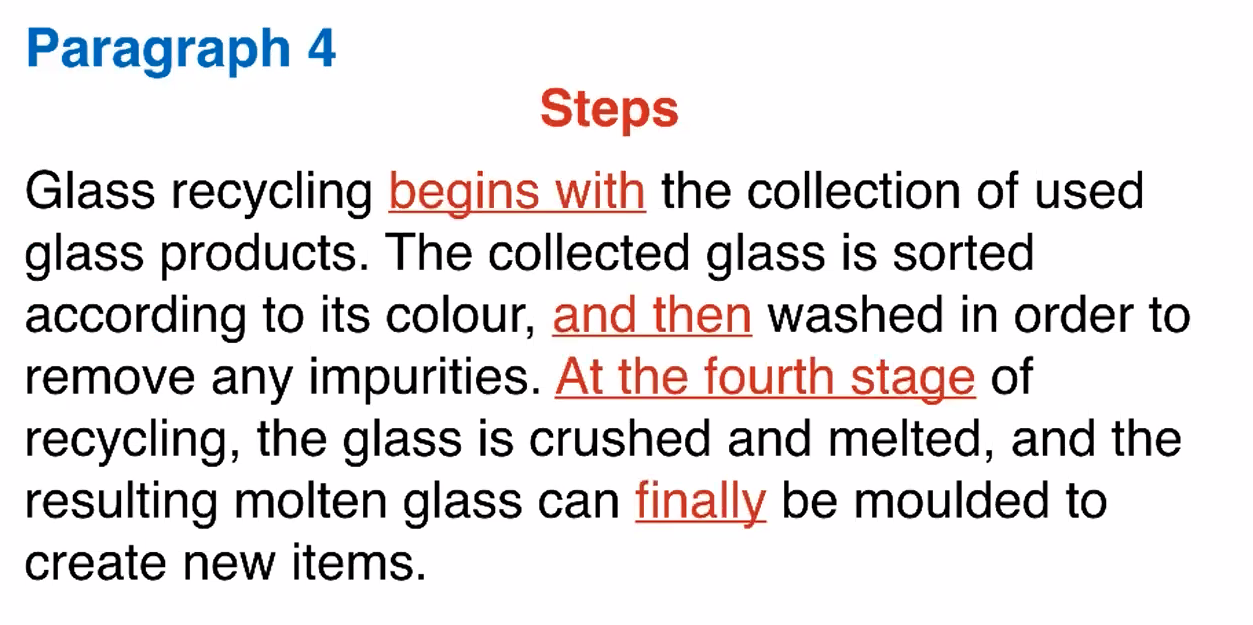 Paragraph 4
Steps
Glass recycling begins with the collection of used
glass products. The collected glass is sorted
according to its colour, and then washed in order to
remove any impurities. At the fourth stage of
recycling, the glass is crushed and melted, and the
resulting molten glass can finally be moulded to
create new items.